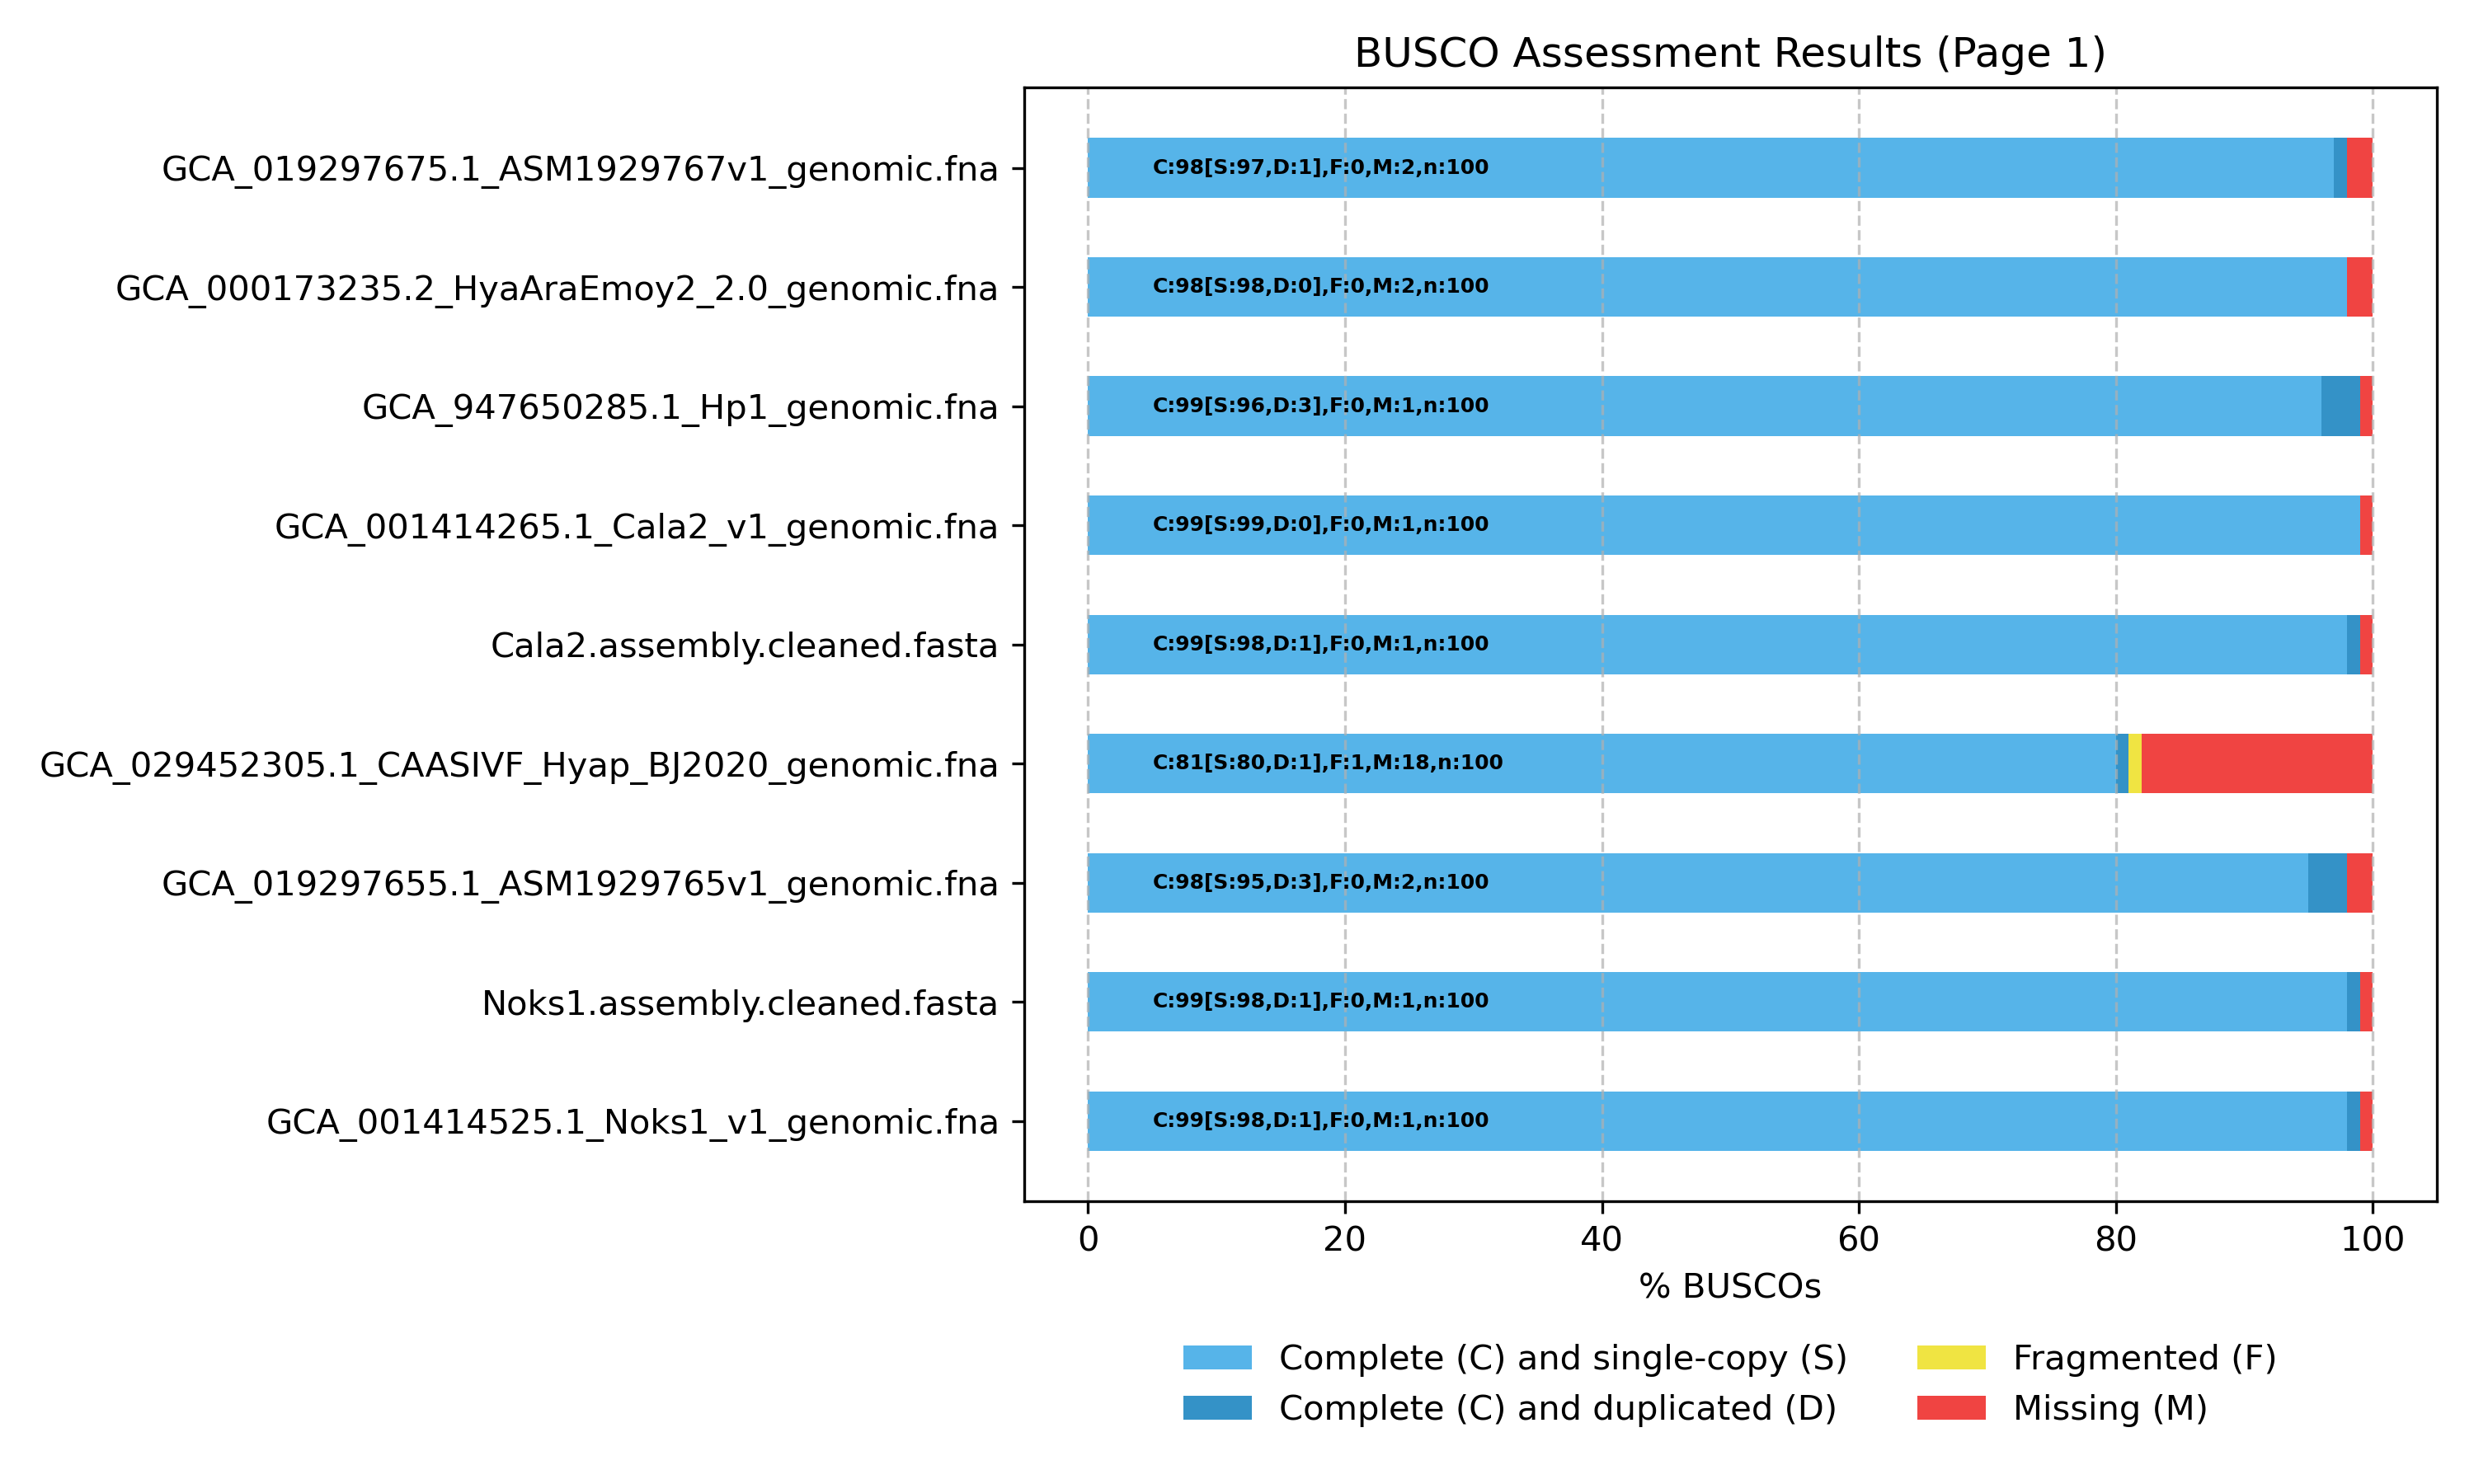 BUSCO Assessment Results (Page 1)
GCA_019297675.1_ASM1929767v1_genomic.fna
C:98[S:97,D:1],F:0,M:2,n:100
GCA_000173235.2_HyaAraEmoy2_2.0_genomic.fna
C:98[S:98,D:0],F:0,M:2,n:100
GCA_947650285.1_Hp1_genomic.fna
C:99[S:96,D:3],F:0,M:1,n:100
GCA_001414265.1_Cala2_v1_genomic.fna
C:99[S:99,D:0],F:0,M:1,n:100
Cala2.assembly.cleaned.fasta
C:99[S:98,D:1],F:0,M:1,n:100
GCA_029452305.1_CAASIVF_Hyap_BJ2020_genomic.fna
C:81[S:80,D:1],F:1,M:18,n:100
GCA_019297655.1_ASM1929765v1_genomic.fna
C:98[S:95,D:3],F:0,M:2,n:100
Noks1.assembly.cleaned.fasta
C:99[S:98,D:1],F:0,M:1,n:100
GCA_001414525.1_Noks1_v1_genomic.fna
C:99[S:98,D:1],F:0,M:1,n:100
0 20 40 60 80 100
% BUSCOs
Complete (C) and single-copy (S)
Complete (C) and duplicated (D)
Fragmented (F)
Missing (M)